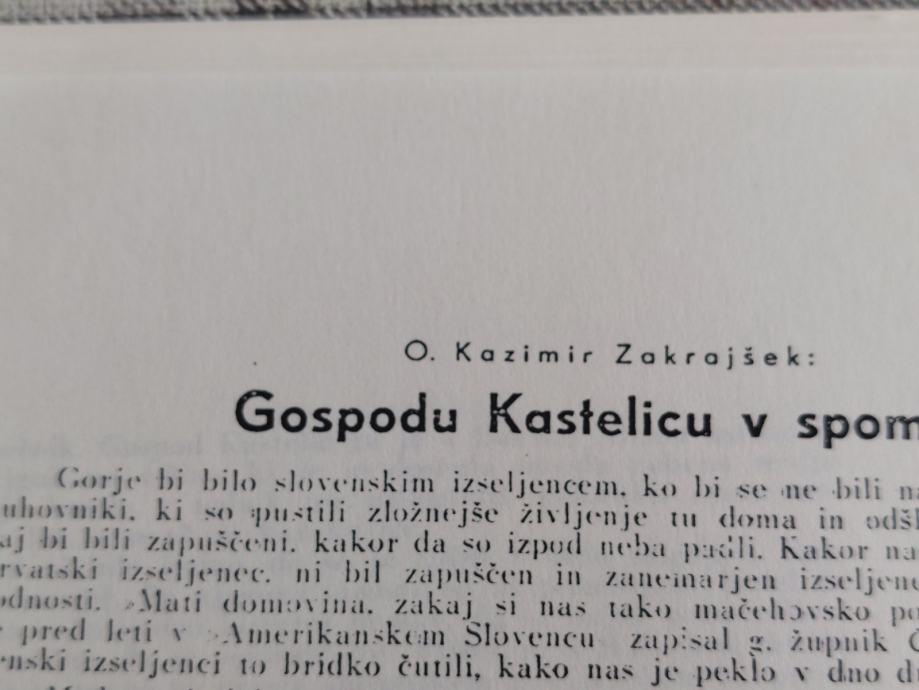 O. Kazimir Zakrajšek:
Gospodu Kastelicu v spom
Gorje bi bilo slovenskim izseljencem, ko bi se ne bili na
uhovniki, ki so pustili zložnejše življenje tu doma in odšl
aj bi bili zapuščeni, kakor da so izpod neba padli. Kakor na
rvatski izseljenec, ni bil zapuščen in zanemarjen izseljene
odnosti. »Mati domovina, zakaj si nas tako mačehovsko po
pred leti v »Amerikanskem Slovencu« zapisal g. župnik Č
enski izseljenci to bridko čutili, kako nas je peklo v dno d